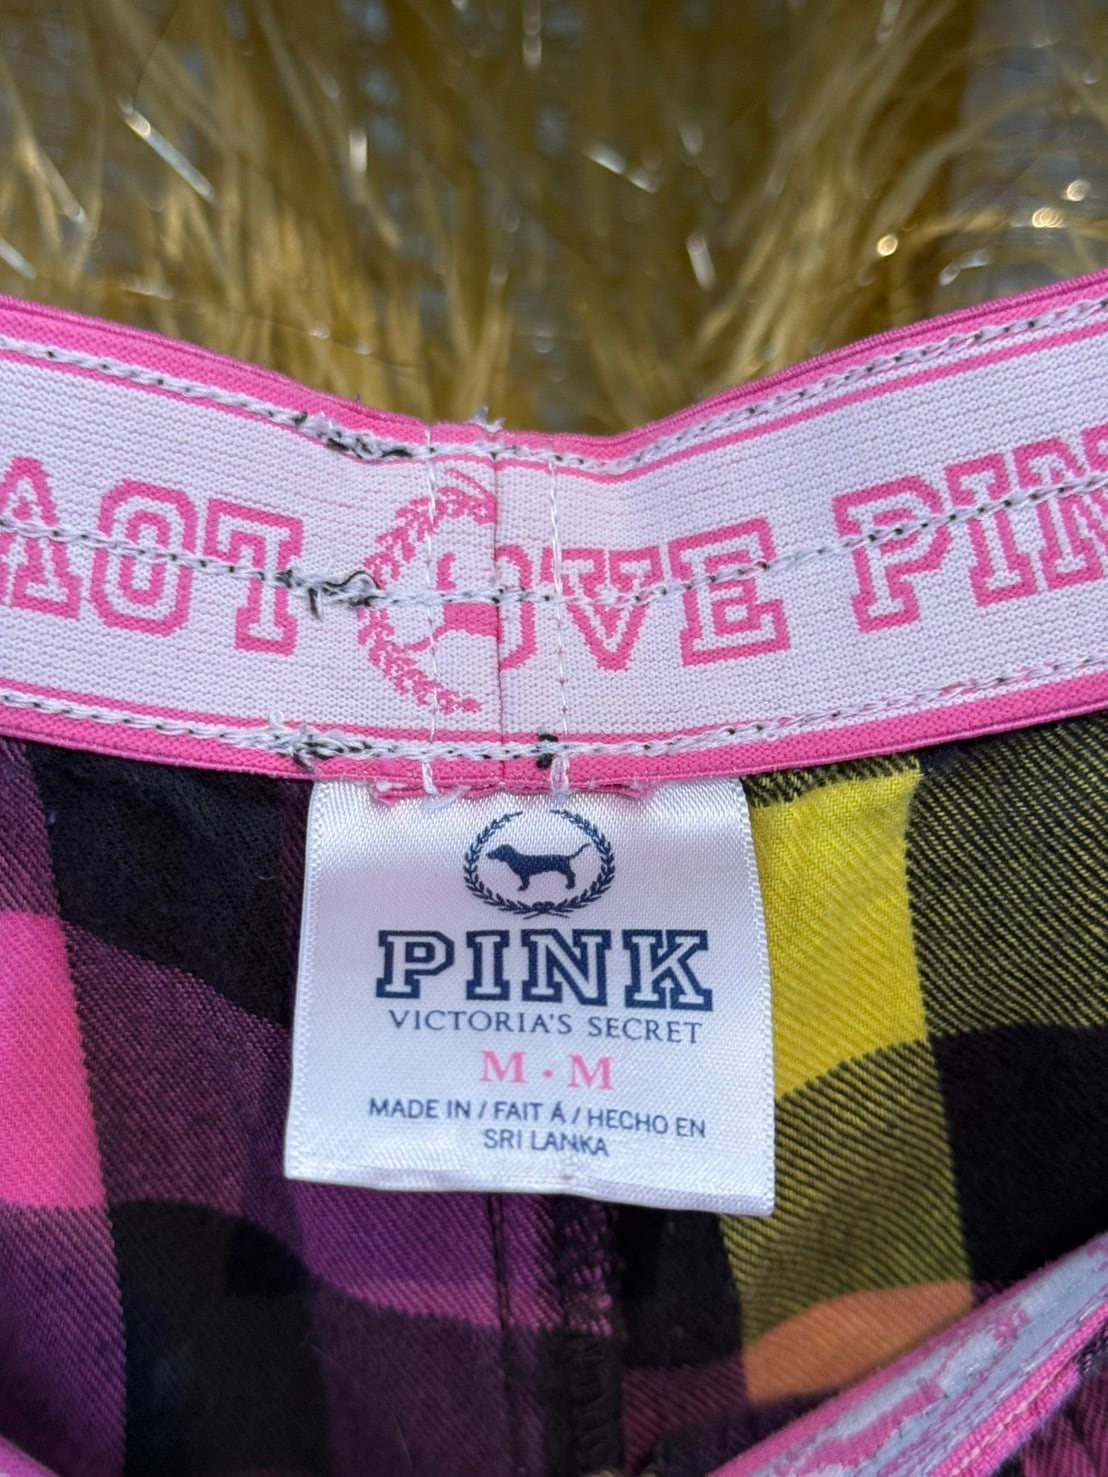 OVE PIN
PINK
VICTORIA'S SECRET
M • M
MADE IN / FAIT Á / HECHO EN
SRI LANKA